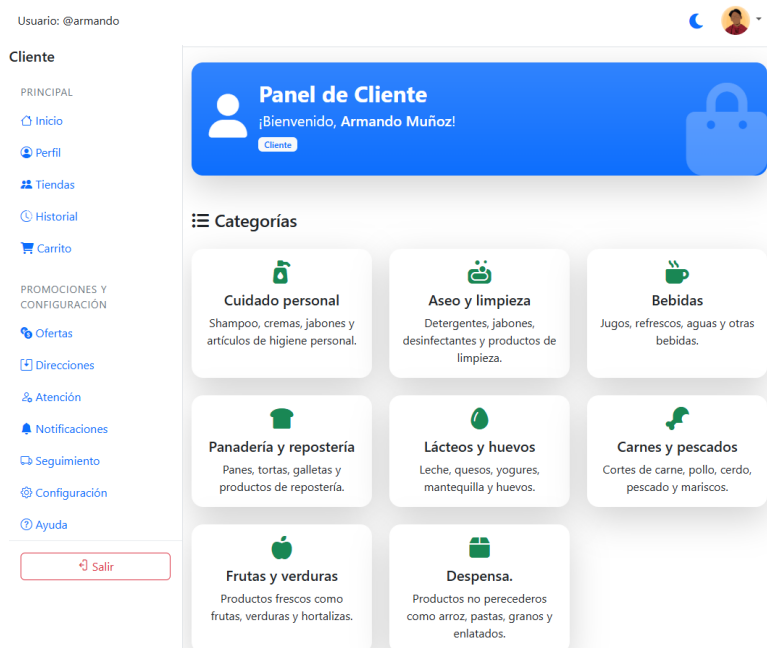 Usuario: @armando
Cliente
PRINCIPAL
Inicio
Perfil
Tiendas
Historial
Carrito
PROMOCIONES Y
CONFIGURACIÓN
Ofertas
Direcciones
Atención
Notificaciones
Seguimiento
Configuración
Ayuda
Salir
Panel de Cliente
¡Bienvenido, Armando Muñoz!
Cliente
Categorías
Cuidado personal
Shampoo, cremas, jabones y
artículos de higiene personal.
Aseo y limpieza
Detergentes, jabones,
desinfectantes y productos de
limpieza.
Bebidas
Jugos, refrescos, aguas y otras
bebidas.
Panadería y repostería
Panes, tortas, galletas y
productos de repostería.
Lácteos y huevos
Leche, quesos, yogures,
mantequilla y huevos.
Carnes y pescados
Cortes de carne, pollo, cerdo,
pescado y mariscos.
Frutas y verduras
Productos frescos como
frutas, verduras y hortalizas.
Despensa.
Productos no perecederos
como arroz, pastas, granos y
enlatados.